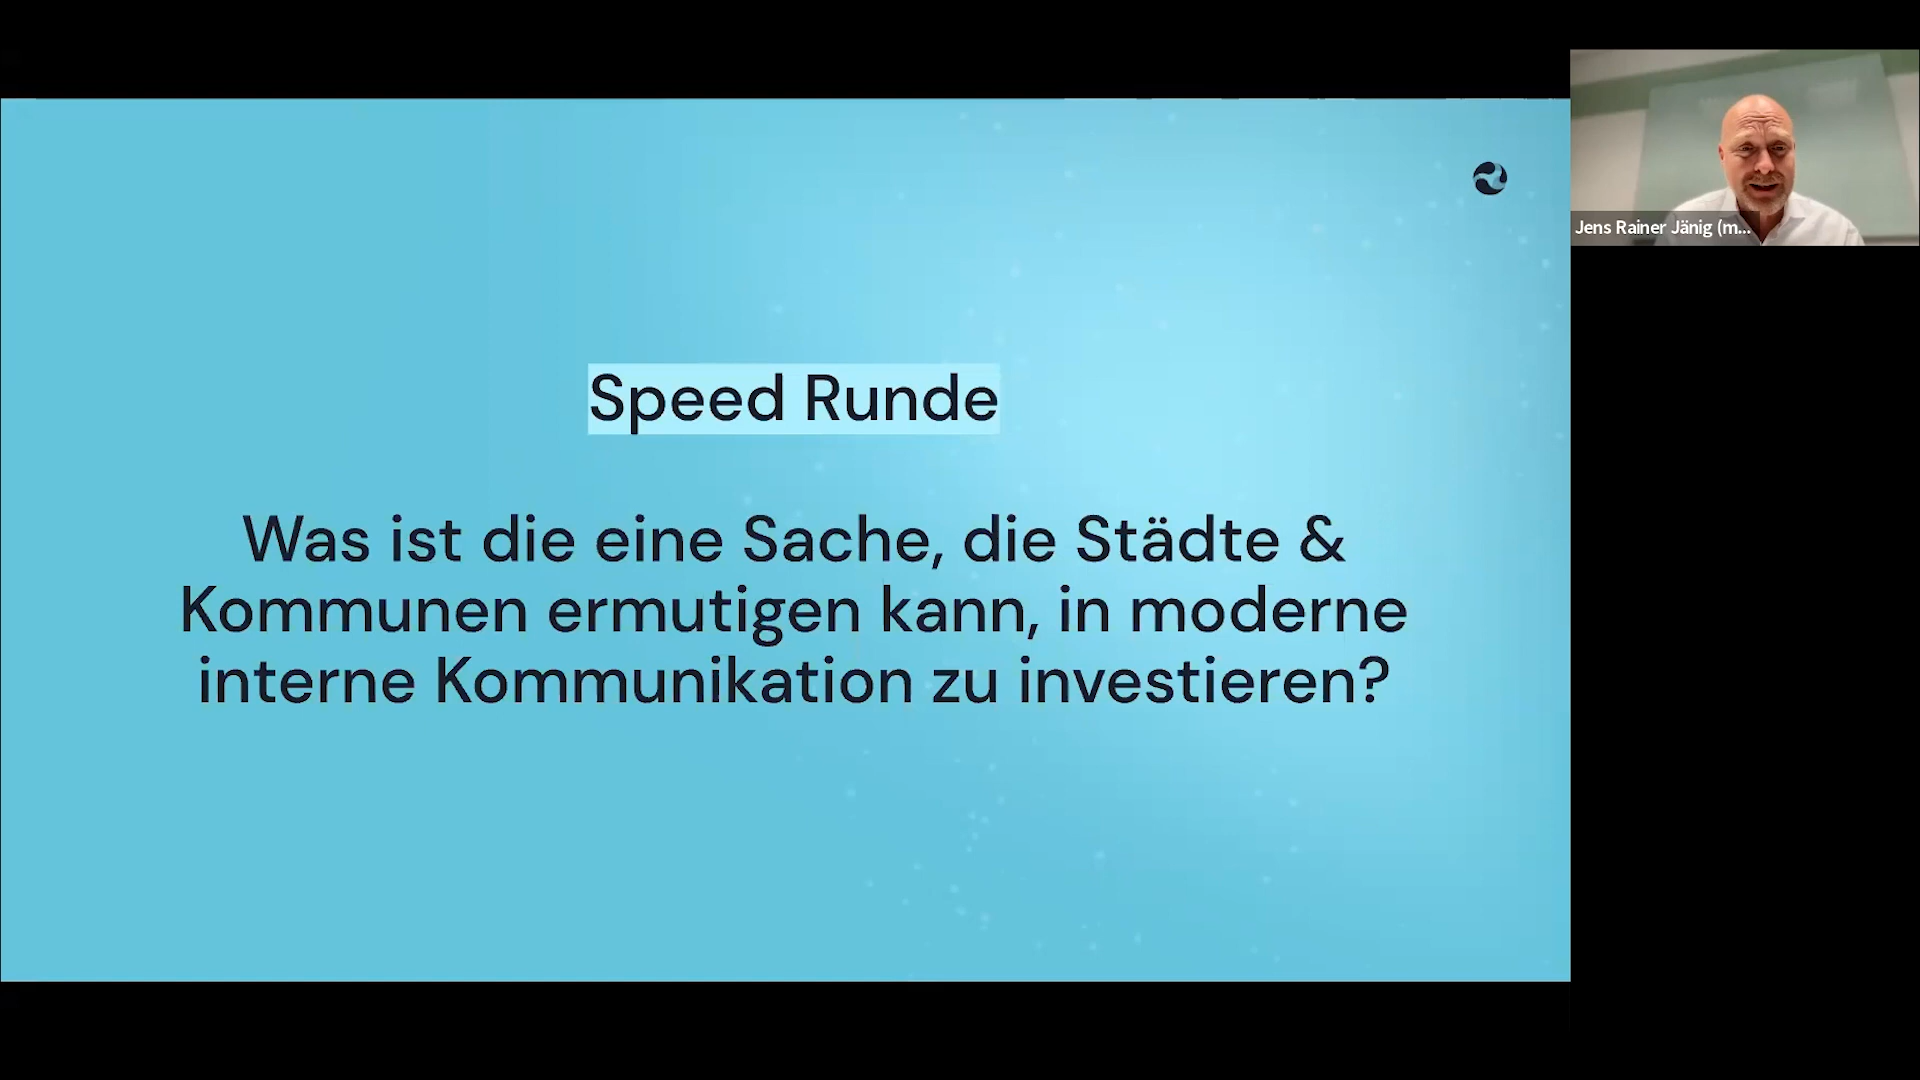 Speed Runde
Was ist die eine Sache, die Städte &
Kommunen ermutigen kann, in moderne
interne Kommunikation zu investieren?
Jens Rainer Jänig (m...